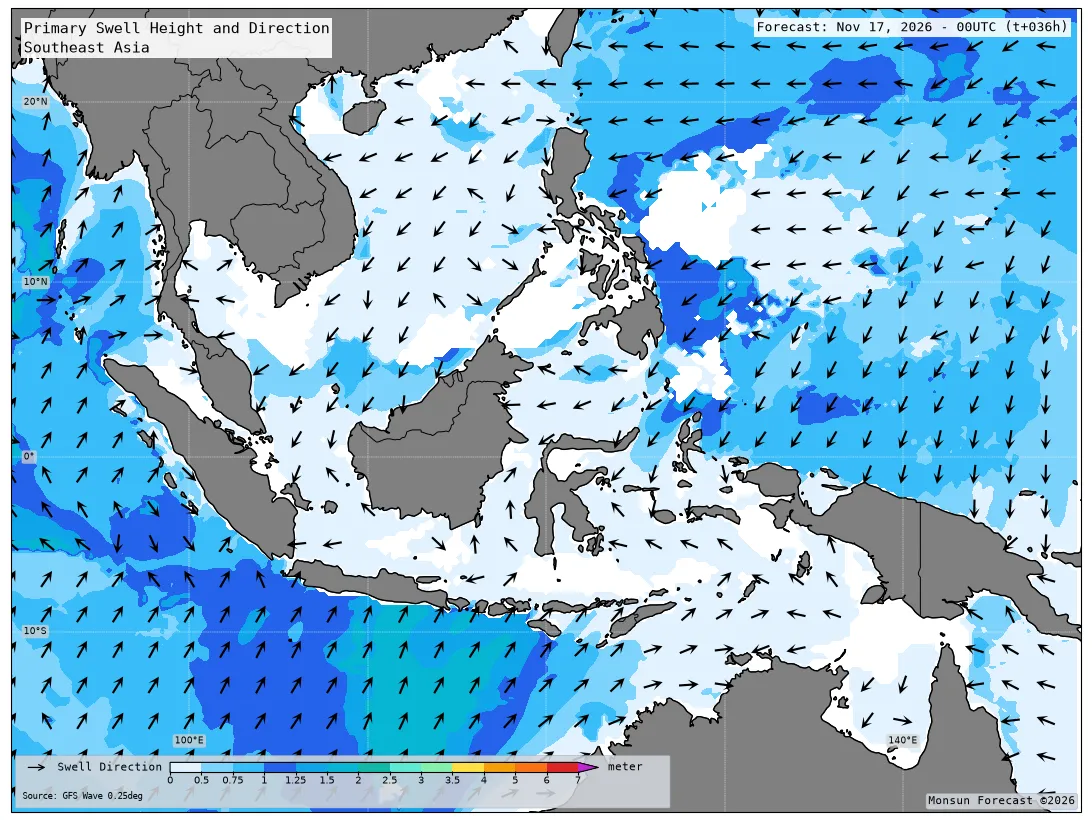 Primary Swell Height and Direction
Southeast Asia
Forecast: Nov 17, 2026 - 00UTC (t+036h)
20°N
10°N
0°
10°S
100°E
140°E
Swell Direction
meter
0 0.5 0.75 1 1.25 1.5 2 2.5 3 3.5 4 5 6 7
Source: GFS Wave 0.25deg
Monsun Forecast ©2026